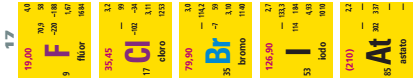 17
19,00 4,0
70,9 58
F -220 -188
1,67
9 flúor 1684
35,45 3,2
— 99
Cl -102 -34
3,11
17 cloro 1253
79,90 3,0
— 114,2
Br -7 59
3,10
35 bromo 1140
126,90 2,7
— 133,3
I 114 184
4,93
53 iodo 1010
(210) 2,2
— —
At 302 337
—
85 astato —